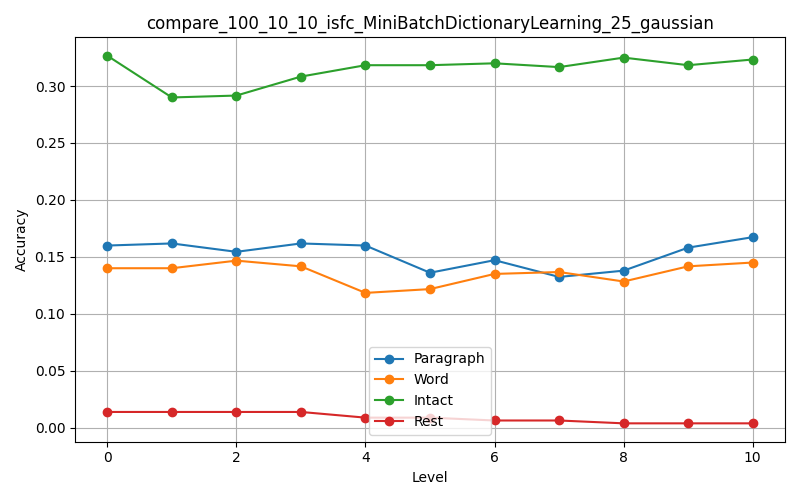 compare_100_10_10_isfc_MiniBatchDictionaryLearning_25_gaussian
0.30
0.25
0.20
0.15
0.10
0.05
0.00
Accuracy
Paragraph
Word
Intact
Rest
0 2 4 6 8 10
Level